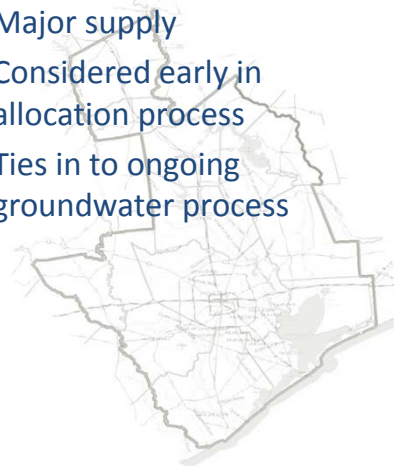 Major supply
Considered early in
allocation process
Ties in to ongoing
groundwater process